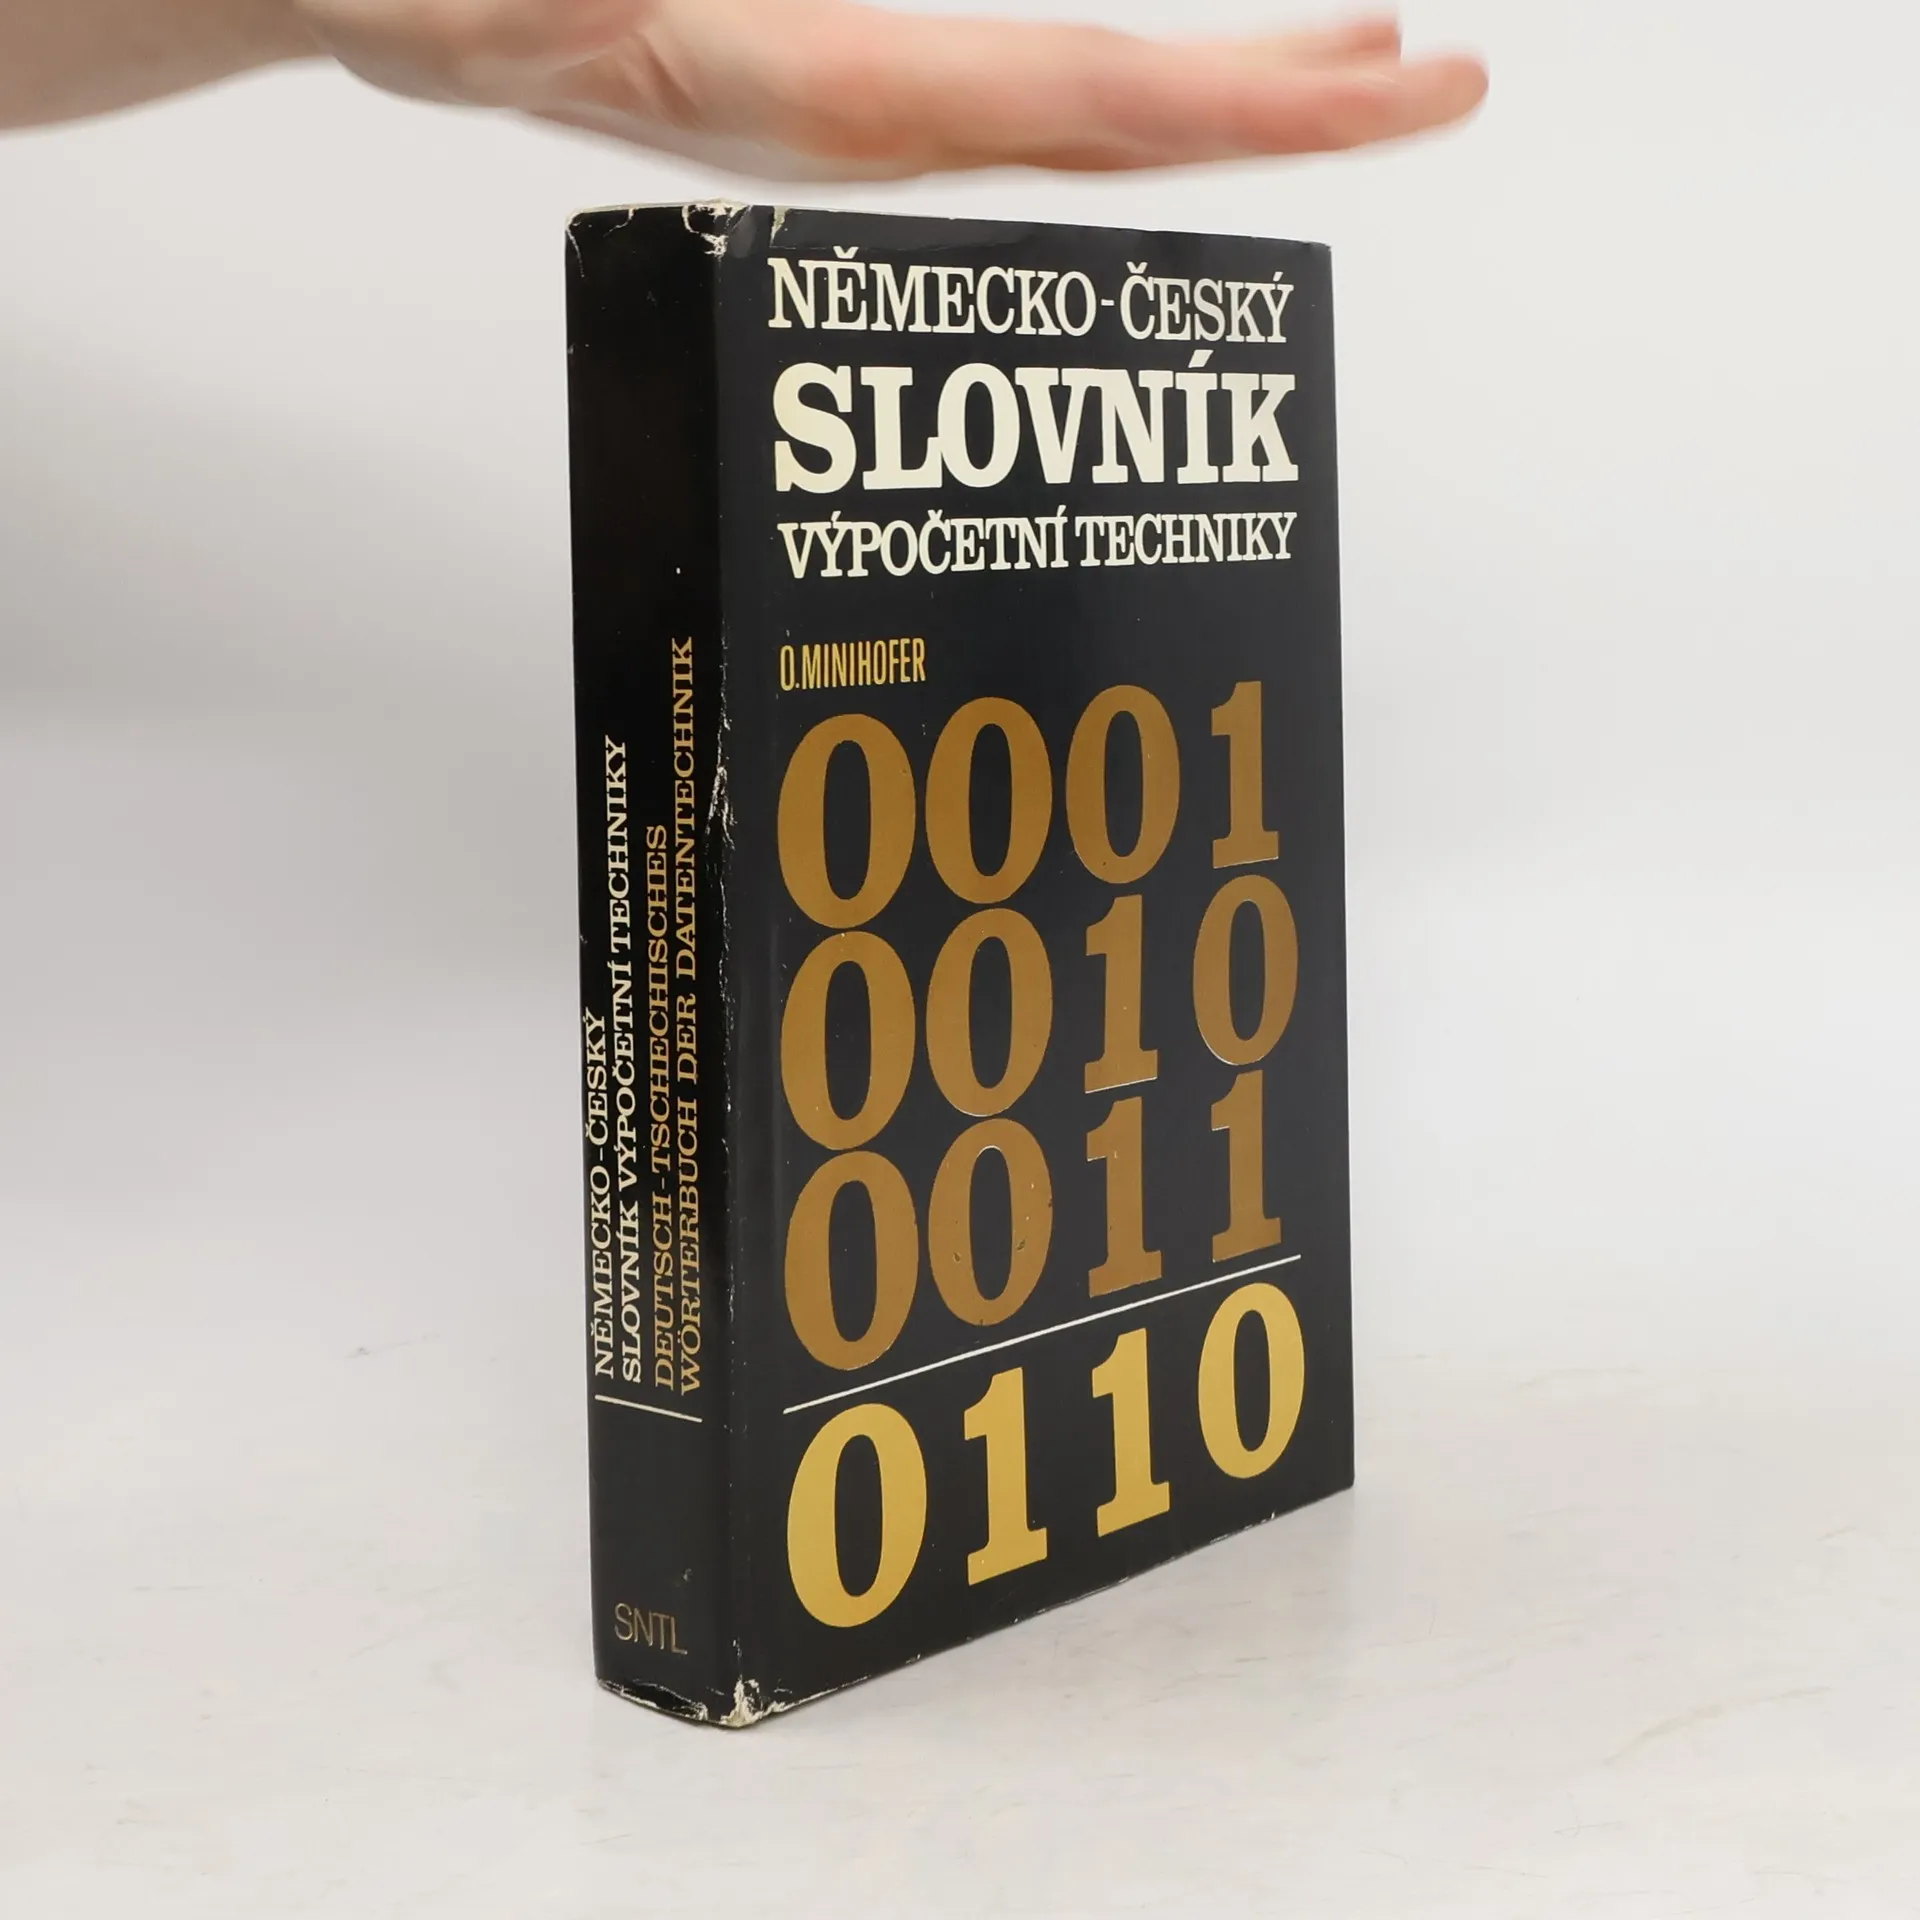 NĚMECKO-ČESKÝ
SLOVNÍK
VÝPOČETNÍ TECHNIKY
O.MINIHOFER
0001
0010
0011
0110
NĚMECKO-ČESKÝ
SLOVNÍK VÝPOČETNÍ TECHNIKY
DEUTSCH-TSCHECHISCHES
WÖRTERBUCH DER DATENTECHNIK
SNTL